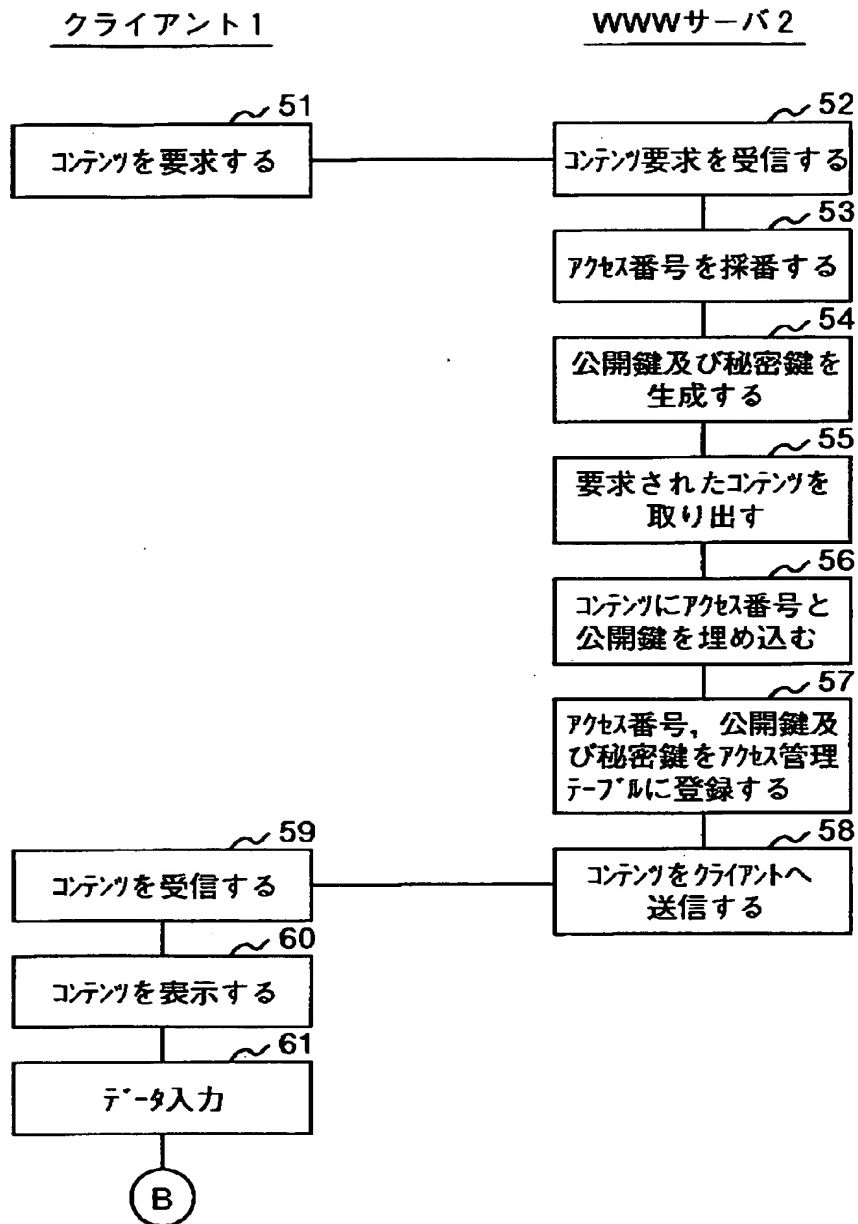 クライアント1
WWWサーバ2
51
コンテンツを要求する
52
コンテンツ要求を受信する
53
アクセス番号を採番する
54
公開鍵及び秘密鍵を
生成する
55
要求されたコンテンツを
取り出す
56
コンテンツにアクセス番号と
公開鍵を埋め込む
57
アクセス番号,公開鍵及
び秘密鍵をアクセス管理
テーブルに登録する
58
コンテンツをクライアントへ
送信する
59
コンテンツを受信する
60
コンテンツを表示する
61
データ入力
B